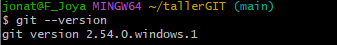 jonat@F_Joya MINGW64 ~/tallerGIT (main)
$ git --version
git version 2.54.0.windows.1